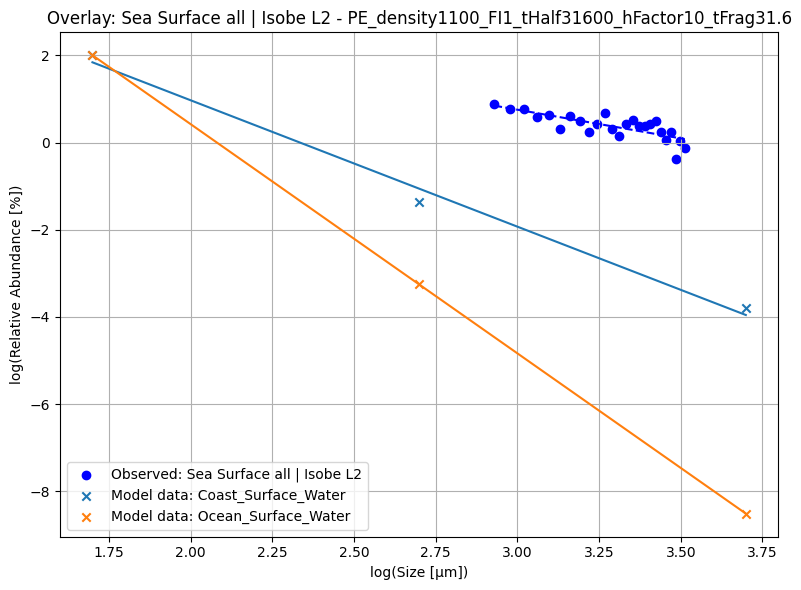 Overlay: Sea Surface all | Isobe L2 - PE_density1100_FI1_tHalf31600_hFactor10_tFrag31.6
2
0
−2
−4
−6
−8
log(Relative Abundance [%])
Observed: Sea Surface all | Isobe L2
Model data: Coast_Surface_Water
Model data: Ocean_Surface_Water
1.75 2.00 2.25 2.50 2.75 3.00 3.25 3.50 3.75
log(Size [μm])